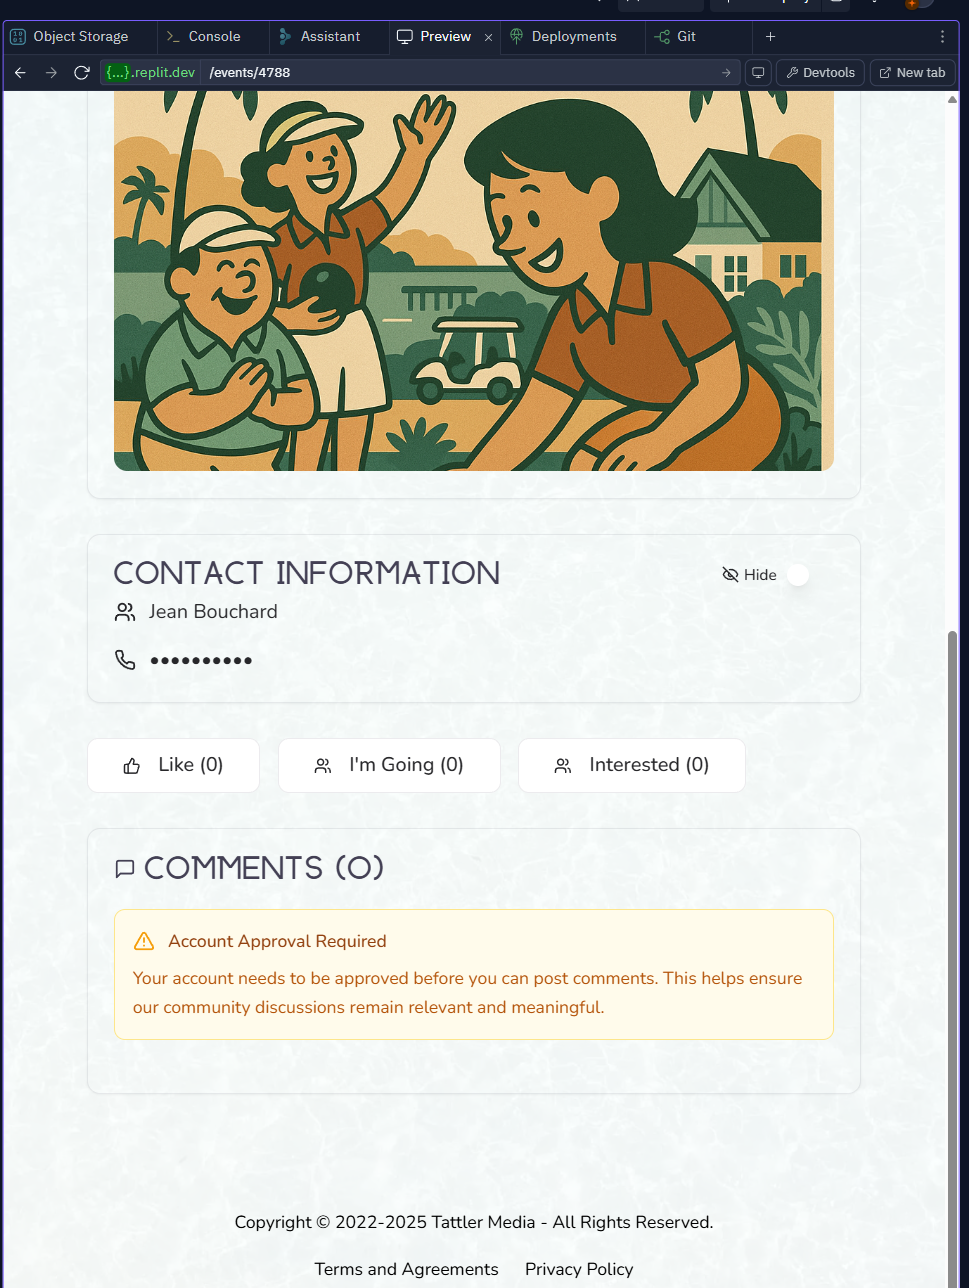 Object Storage
Console
Assistant
Preview
Deployments
Git
{...}.replit.dev
/events/4788
Devtools
New tab
CONTACT INFORMATION
Hide
Jean Bouchard
••••••••••
Like (0)
I'm Going (0)
Interested (0)
COMMENTS (0)
Account Approval Required
Your account needs to be approved before you can post comments. This helps ensure
our community discussions remain relevant and meaningful.
Copyright © 2022-2025 Tattler Media - All Rights Reserved.
Terms and Agreements
Privacy Policy